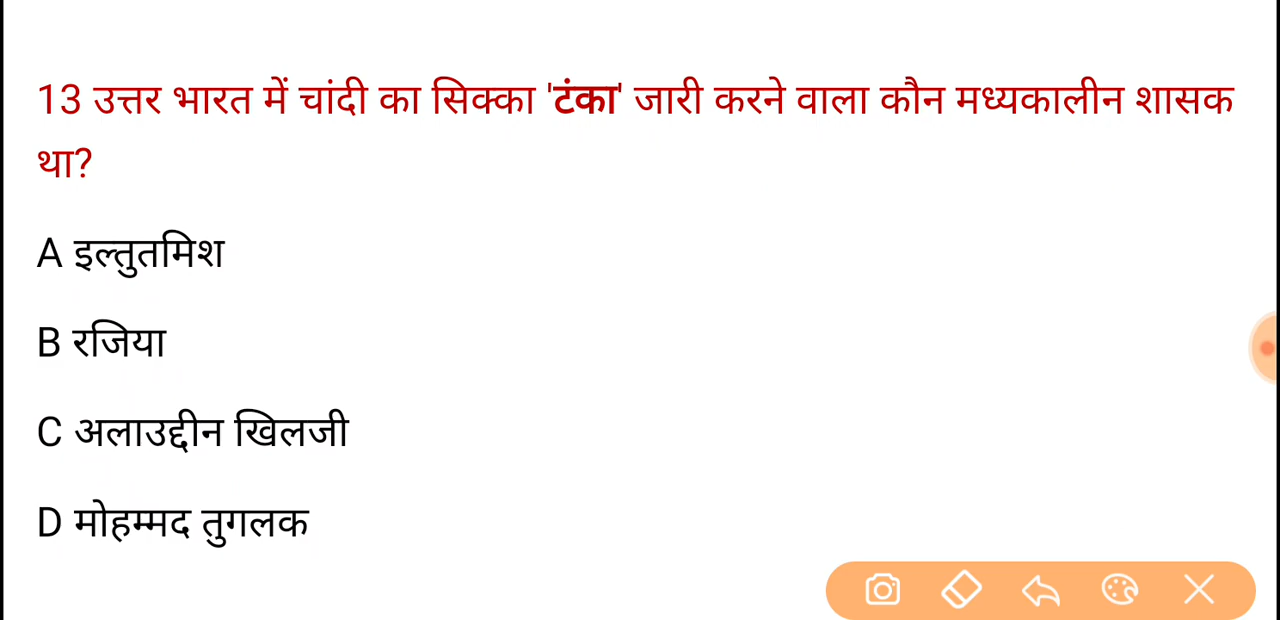 13 उत्तर भारत में चांदी का सिक्का 'टंका' जारी करने वाला कौन मध्यकालीन शासक
था?
A इल्तुतमिश
B रजिया
C अलाउद्दीन खिलजी
D मोहम्मद तुगलक